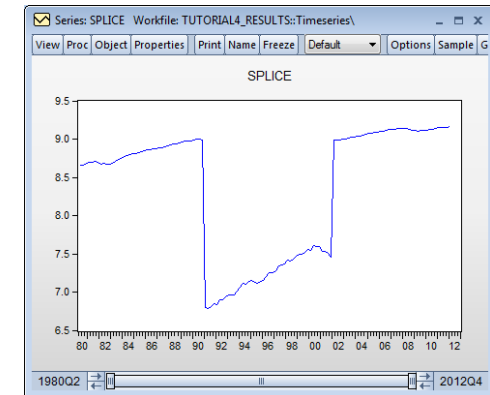 Series: SPLICE Workfile: TUTORIAL4_RESULTS::Timeseries\
View Proc Object Properties Print Name Freeze Default Options Sample G
SPLICE
9.5
9.0
8.5
8.0
7.5
7.0
6.5
80 82 84 86 88 90 92 94 96 98 00 02 04 06 08 10 12
1980Q2 2012Q4